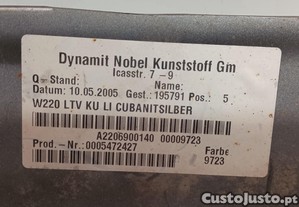 Dynamit Nobel Kunststoff Gm
Icasstr. 7 -9
Q-Stand: Name:
Datum: 10.05.2005 Gest.: 195791 Pos.: 5
W220 LTV KU LI CUBANITSILBER
A2206900140 00009723
Prod.-Nr.:0005472427 Farbe
9723
CustoJusto.pt